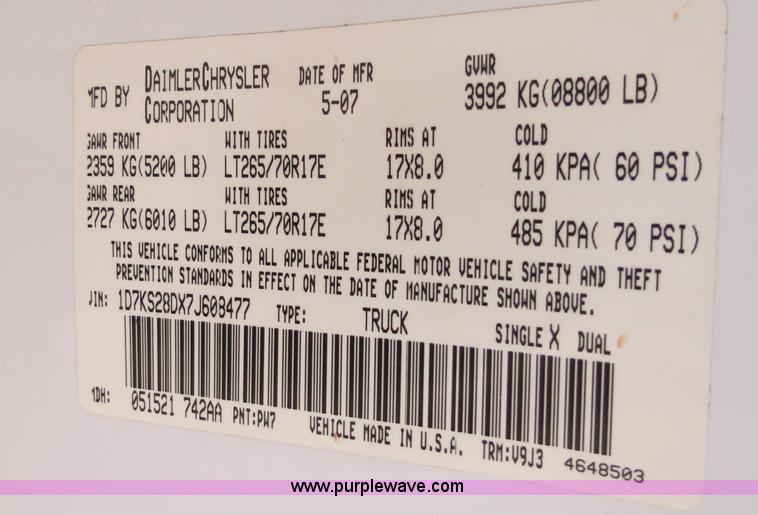 MFD BY DAIMLERCHRYSLER CORPORATION DATE OF MFR 5-07 GVWR 3992 KG(08800 LB)
GAWR FRONT WITH TIRES RIMS AT COLD
2359 KG(5200 LB) LT265/70R17E 17X8.0 410 KPA( 60 PSI)
GAWR REAR WITH TIRES RIMS AT COLD
2727 KG(6010 LB) LT265/70R17E 17X8.0 485 KPA( 70 PSI)
THIS VEHICLE CONFORMS TO ALL APPLICABLE FEDERAL MOTOR VEHICLE SAFETY AND THEFT
PREVENTION STANDARDS IN EFFECT ON THE DATE OF MANUFACTURE SHOWN ABOVE.
VIN: 1D7KS28DX7J608477 TYPE: TRUCK SINGLE X DUAL
MDH: 051521 742AA PNT:PW7 VEHICLE MADE IN U.S.A. TRM:V9J3 4648503
www.purplewave.com